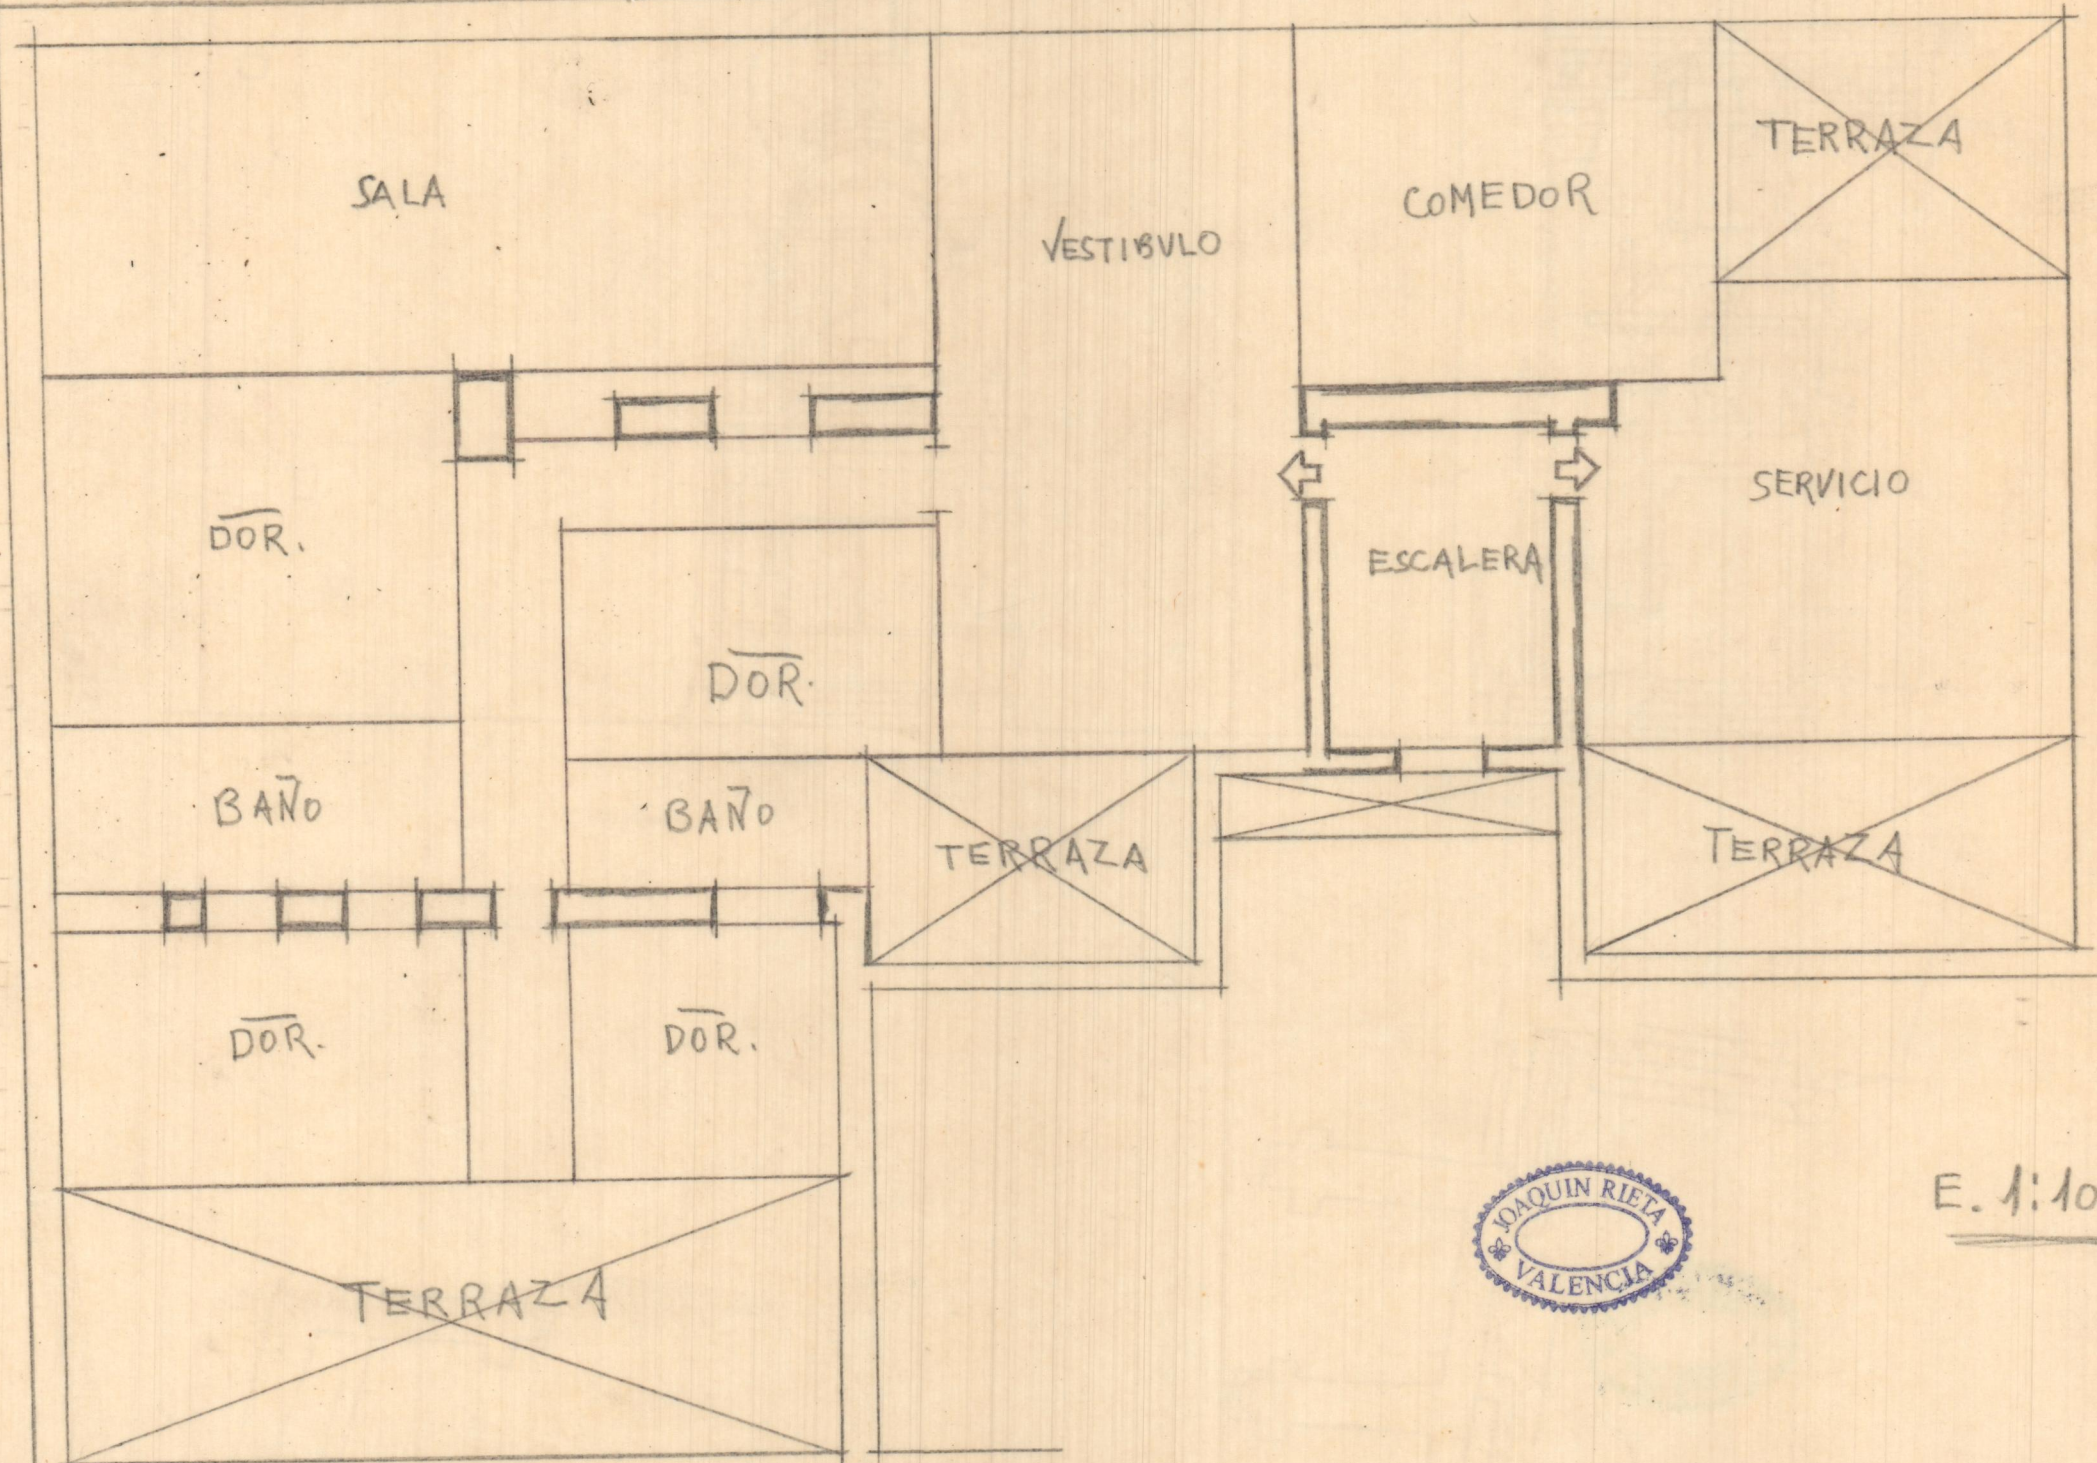 SALA
VESTIBULO
COMEDOR
TERRAZA
DOR.
DOR.
ESCALERA
SERVICIO
BAÑO
BAÑO
TERRAZA
TERRAZA
DOR.
DOR.
TERRAZA
JOAQUIN RIETA
VALENCIA
E. 1:10